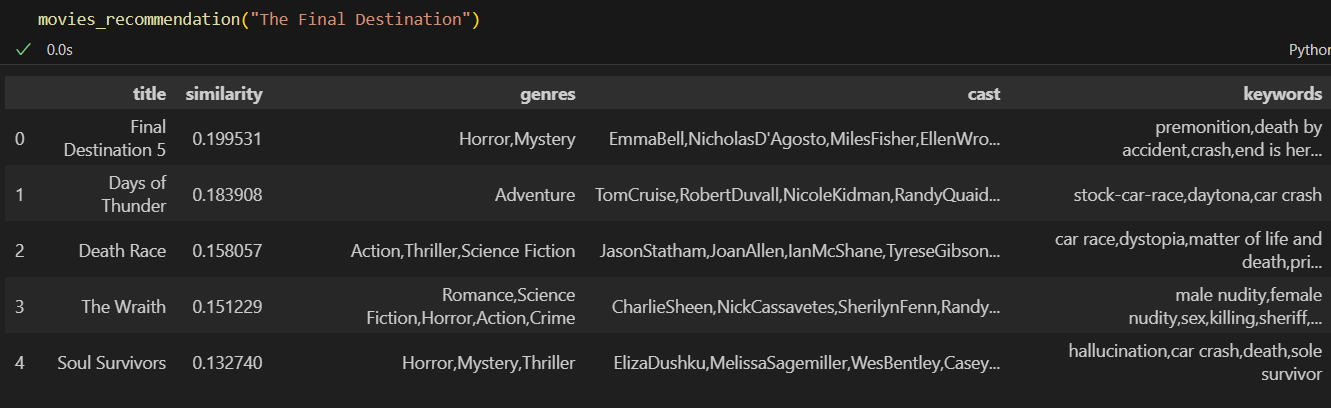 movies_recommendation("The Final Destination")
0.0s
Python
title similarity genres cast keywords
0 Final Destination 5 0.199531 Horror,Mystery EmmaBell,NicholasD'Agosto,MilesFisher,EllenWro... premonition,death by accident,crash,end is her...
1 Days of Thunder 0.183908 Adventure TomCruise,RobertDuvall,NicoleKidman,RandyQuaid... stock-car-race,daytona,car crash
2 Death Race 0.158057 Action,Thriller,Science Fiction JasonStatham,JoanAllen,IanMcShane,TyreseGibson... car race,dystopia,matter of life and death,pri...
3 The Wraith 0.151229 Romance,Science Fiction,Horror,Action,Crime CharlieSheen,NickCassavetes,SherilynFenn,Randy... male nudity,female nudity,sex,killing,sheriff,...
4 Soul Survivors 0.132740 Horror,Mystery,Thriller ElizaDushku,MelissaSagemiller,WesBentley,Casey... hallucination,car crash,death,sole survivor